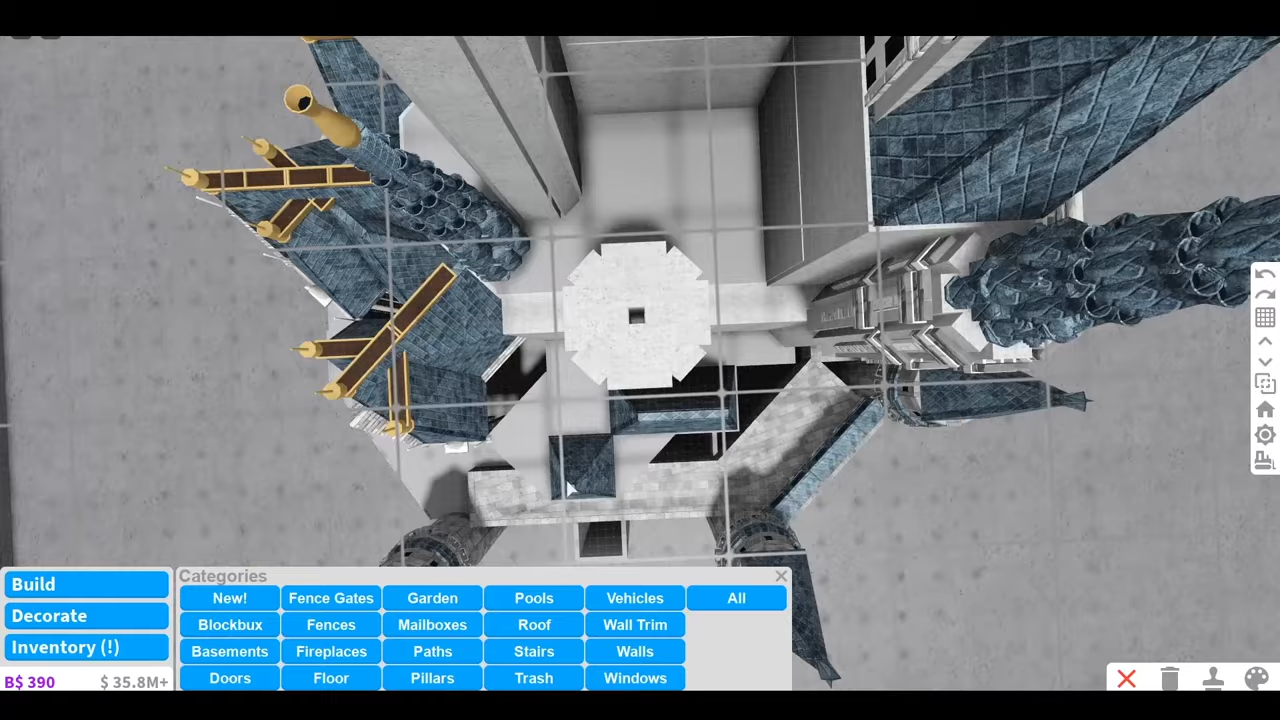 Build
Decorate
Inventory (!)
B$ 390 $ 35.8M+
Categories
New! Fence Gates Garden Pools Vehicles All
Blockbux Fences Mailboxes Roof Wall Trim
Basements Fireplaces Paths Stairs Walls
Doors Floor Pillars Trash Windows